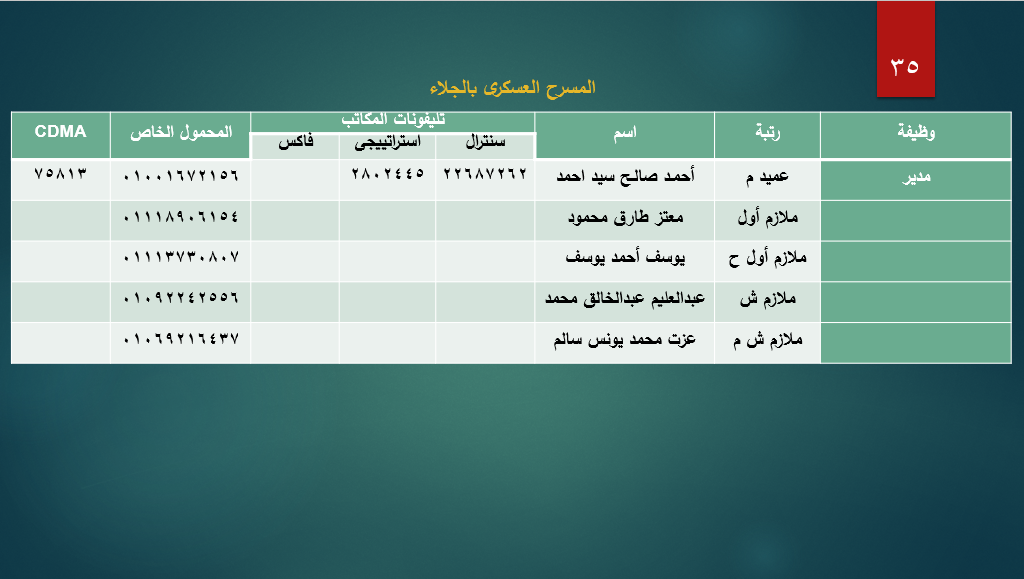 ٣٥
المسرح العسكرى بالجلاء
وظيفة رتبة اسم تليفونات المكاتب المحمول الخاص CDMA
سنترال استراتييجى فاكس
مدير عميد م أحمد صالح سيد احمد ٢٢٦٨٧٢٦٢ ٢٨٠٢٤٤٥ ٠١٠٠١٦٧٢١٥٦ ٧٥٨١٣
ملازم أول معتز طارق محمود ٠١١١٨٩٠٦١٥٤
ملازم أول ح يوسف أحمد يوسف ٠١١١٣٧٣٠٨٠٧
ملازم ش عبدالعليم عبدالخالق محمد ٠١٠٩٢٢٤٢٥٥٦
ملازم ش م عزت محمد يونس سالم ٠١٠٦٩٢١٦٤٣٧